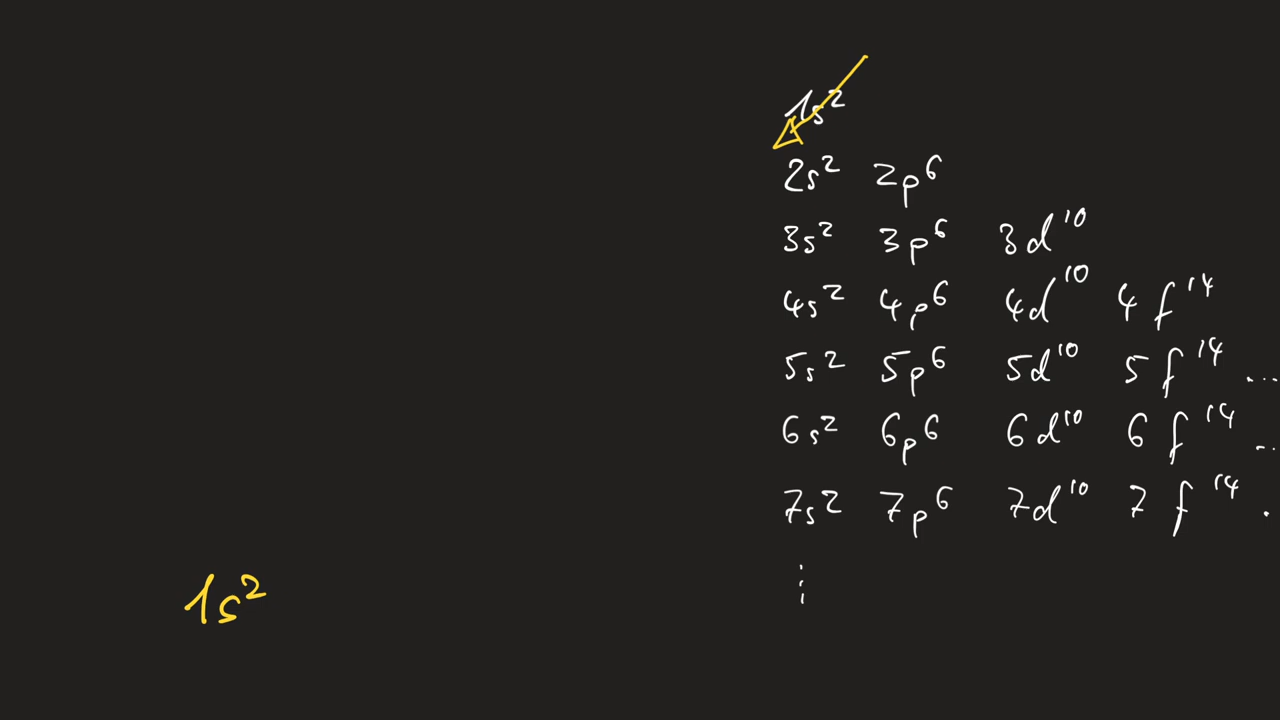 1s²
2s² 2p⁶
3s² 3p⁶ 3d¹⁰
4s² 4p⁶ 4d¹⁰ 4f¹⁴
5s² 5p⁶ 5d¹⁰ 5f¹⁴ ...
6s² 6p⁶ 6d¹⁰ 6f¹⁴ ..
7s² 7p⁶ 7d¹⁰ 7f¹⁴ .
⋮
1s²